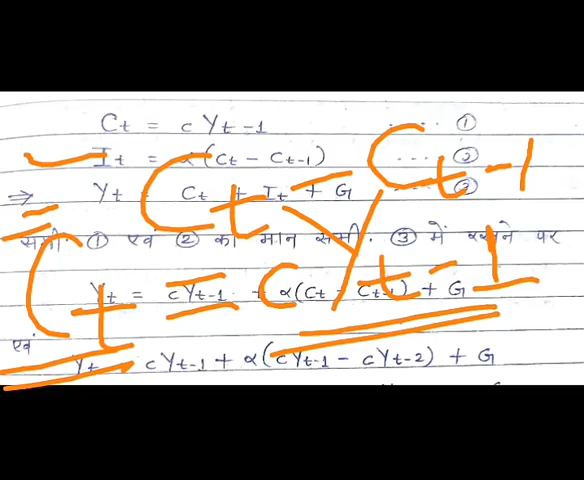 Ct = cYt-1 ..... ①
It = α(Ct - Ct-1) .... ②
⇒ Yt = Ct + It + G .... ③
समी. ① एवं ② का मान समी. ③ में रखने पर
Yt = cYt-1 + α(Ct - Ct-1) + G
एवं
Yt = cYt-1 + α(cYt-1 - cYt-2) + G
Ct - Ct-1
Ct = CYt-1